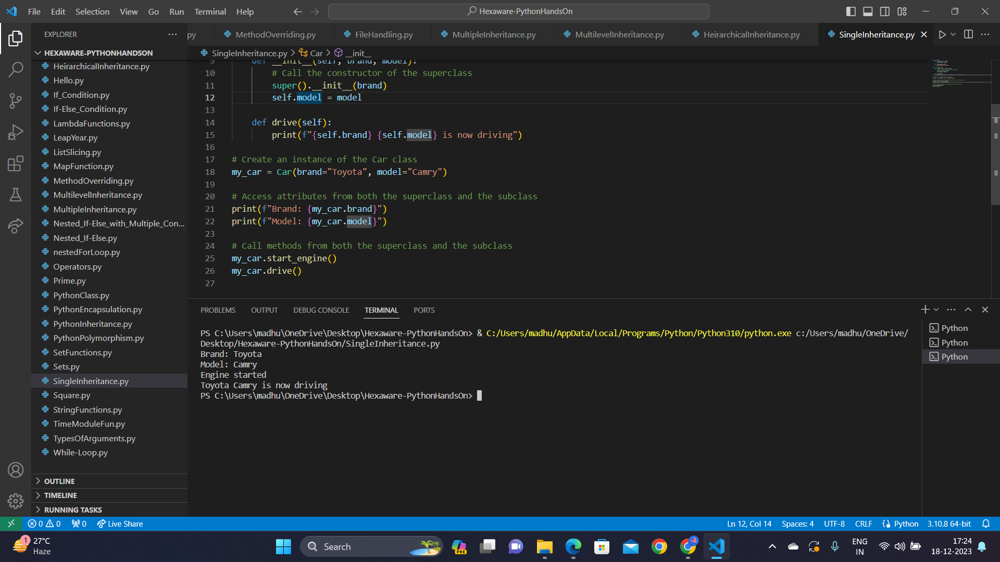 File Edit Selection View Go Run Terminal Help
Hexaware-PythonHandsOn
EXPLORER
HEXAWARE-PYTHONHANDSON
HeirarchicalInheritance.py
Hello.py
If_Condition.py
If-Else_Condition.py
LambdaFunctions.py
LeapYear.py
ListSlicing.py
MapFunction.py
MethodOverriding.py
MultilevelInheritance.py
MultipleInheritance.py
Nested_If-Else_with_Multiple_Con...
Nested_If-Else.py
nestedForLoop.py
Operators.py
Prime.py
PythonClass.py
PythonEncapsulation.py
PythonInheritance.py
PythonPolymorphism.py
SetFunctions.py
Sets.py
SingleInheritance.py
Square.py
StringFunctions.py
TimeModuleFun.py
TypesOfArguments.py
While-Loop.py
OUTLINE
TIMELINE
RUNNING TASKS
py MethodOverriding.py FileHandling.py MultipleInheritance.py MultilevelInheritance.py HeirarchicalInheritance.py SingleInheritance.py
SingleInheritance.py > Car > __init__
9 def __init__(self, brand, model):
10 # Call the constructor of the superclass
11 super().__init__(brand)
12 self.model = model
13
14 def drive(self):
15 print(f"{self.brand} {self.model} is now driving")
16
17 # Create an instance of the Car class
18 my_car = Car(brand="Toyota", model="Camry")
19
20 # Access attributes from both the superclass and the subclass
21 print(f"Brand: {my_car.brand}")
22 print(f"Model: {my_car.model}")
23
24 # Call methods from both the superclass and the subclass
25 my_car.start_engine()
26 my_car.drive()
27
PROBLEMS OUTPUT DEBUG CONSOLE TERMINAL PORTS
PS C:\Users\madhu\OneDrive\Desktop\Hexaware-PythonHandsOn> & C:/Users/madhu/AppData/Local/Programs/Python/Python310/python.exe c:/Users/madhu/OneDrive/
Desktop/Hexaware-PythonHandsOn/SingleInheritance.py
Brand: Toyota
Model: Camry
Engine started
Toyota Camry is now driving
PS C:\Users\madhu\OneDrive\Desktop\Hexaware-PythonHandsOn>
Python
Python
Python
0 0 0 Live Share
Ln 12, Col 14 Spaces: 4 UTF-8 CRLF Python 3.10.8 64-bit
1
27°C
Haze
Search
PRE
ENG
IN
17:24
18-12-2023